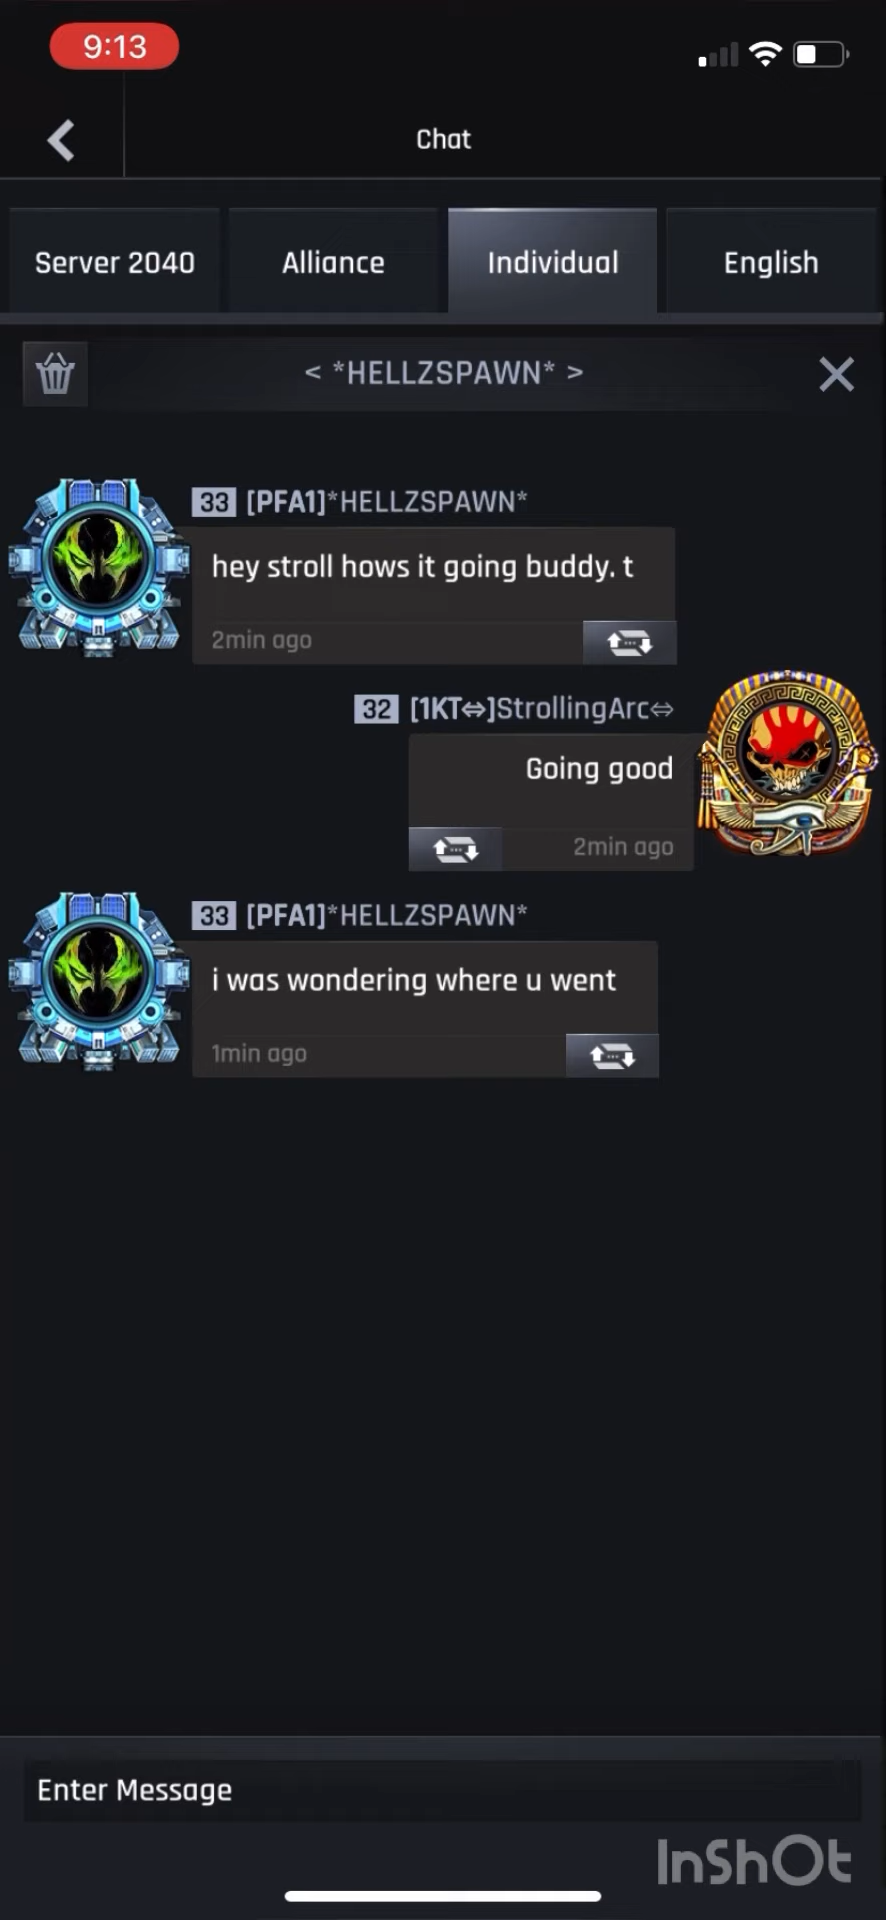 9:13
Chat
Server 2040
Alliance
Individual
English
< *HELLZSPAWN* >
33 [PFA1]*HELLZSPAWN*
hey stroll hows it going buddy. t
2min ago
32 [1KT⇔]StrollingArc⇔
Going good
2min ago
33 [PFA1]*HELLZSPAWN*
i was wondering where u went
1min ago
Enter Message
InShOt